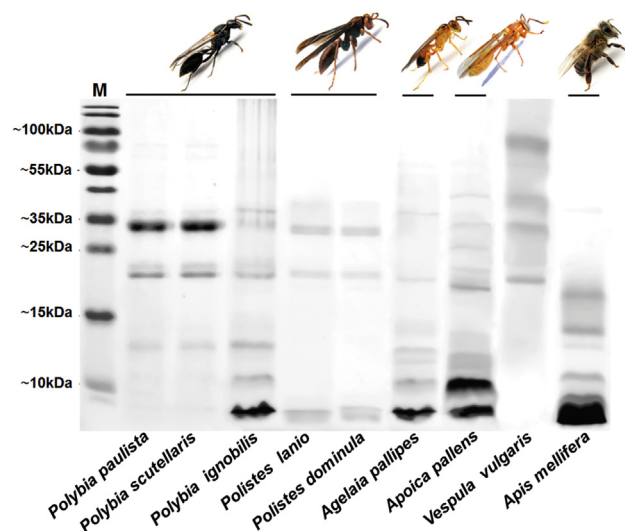 M
~100kDa
~55kDa
~35kDa
~25kDa
~15kDa
~10kDa
Polybia paulista
Polybia scutellaris
Polybia ignobilis
Polistes lanio
Polistes dominula
Agelaia pallipes
Apoica pallens
Vespula vulgaris
Apis mellifera